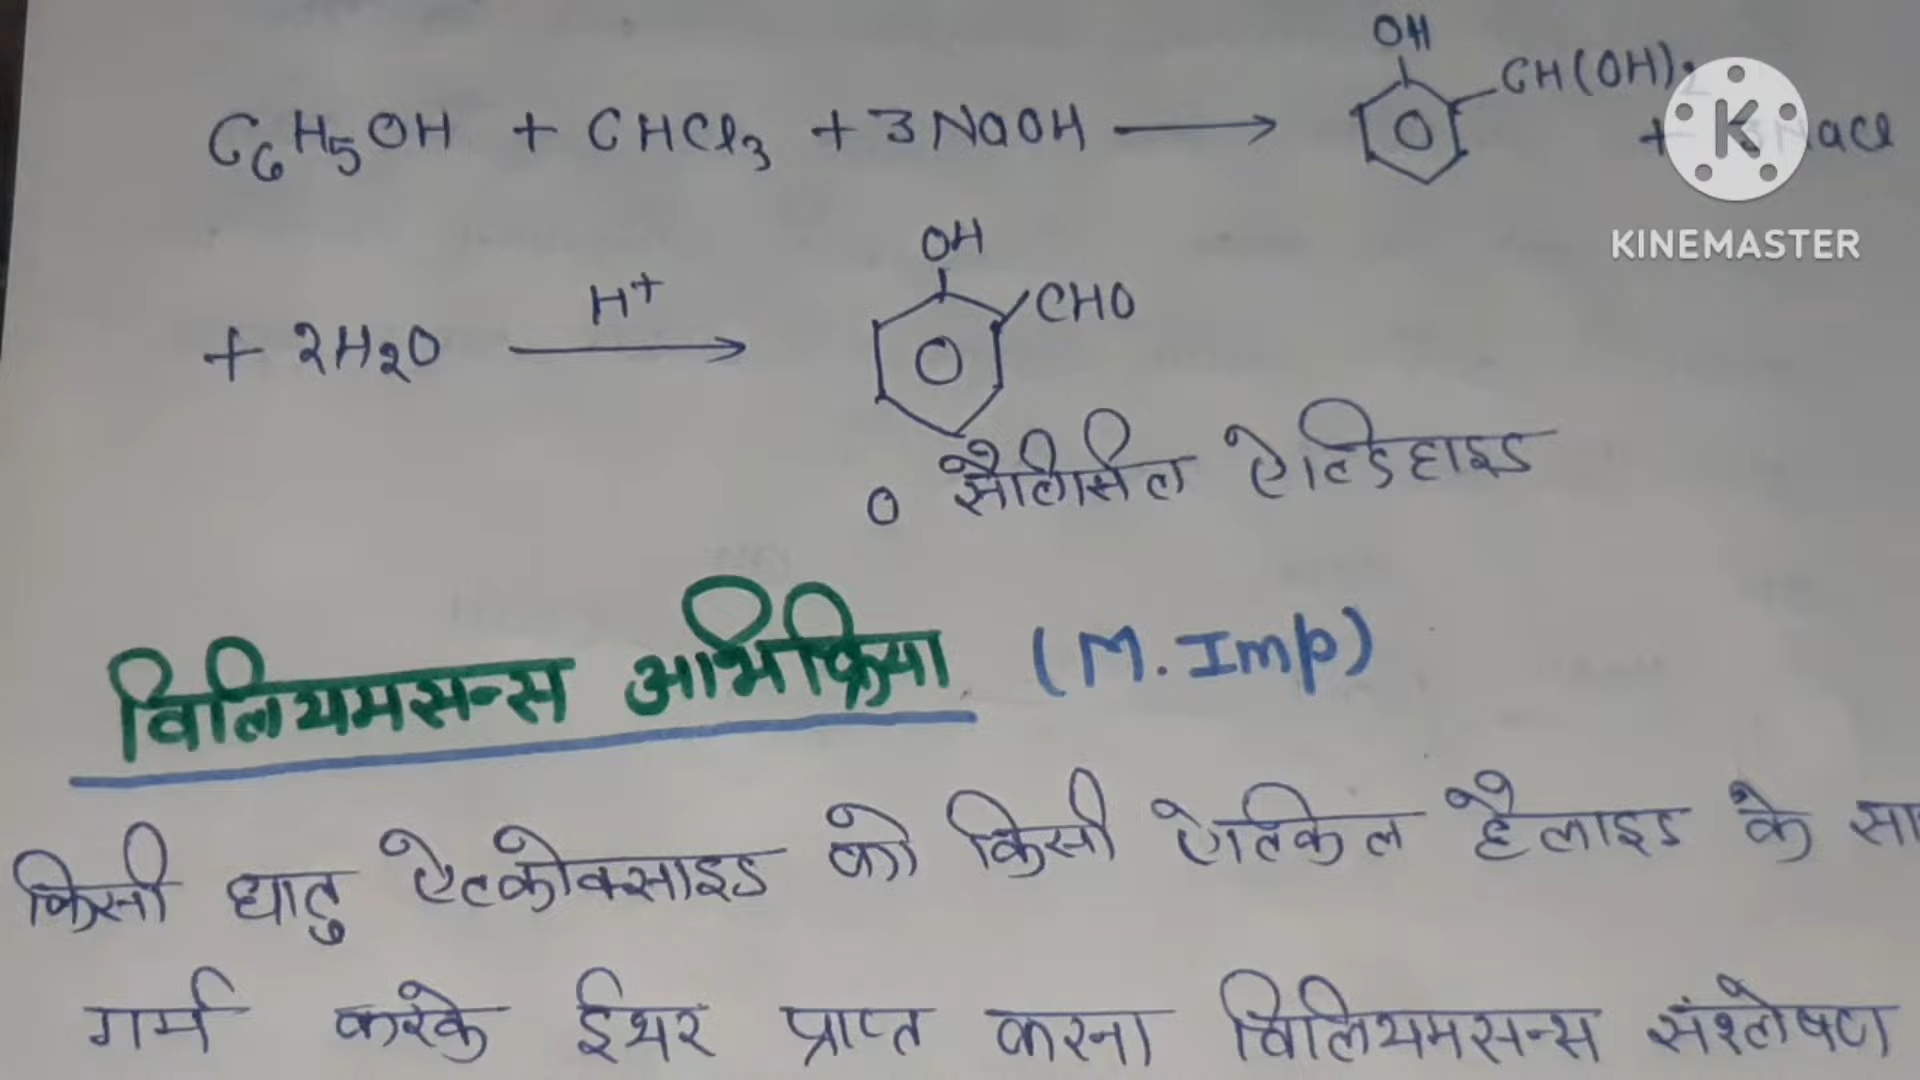 OH
C6H5OH + CHCl3 + 3NaOH ⟶ CH(OH)2 + 3NaCl
KINEMASTER
OH
+ 2H2O H+ ⟶ CHO
o सैलिसिल ऐल्डिहाइड
विलियमसन्स अभिक्रिया (M. Imp)
किसी धातु ऐल्कोक्साइड को किसी ऐल्किल हैलाइड के सा
गर्म करके ईथर प्राप्त करना विलियमसन्स संश्लेषण